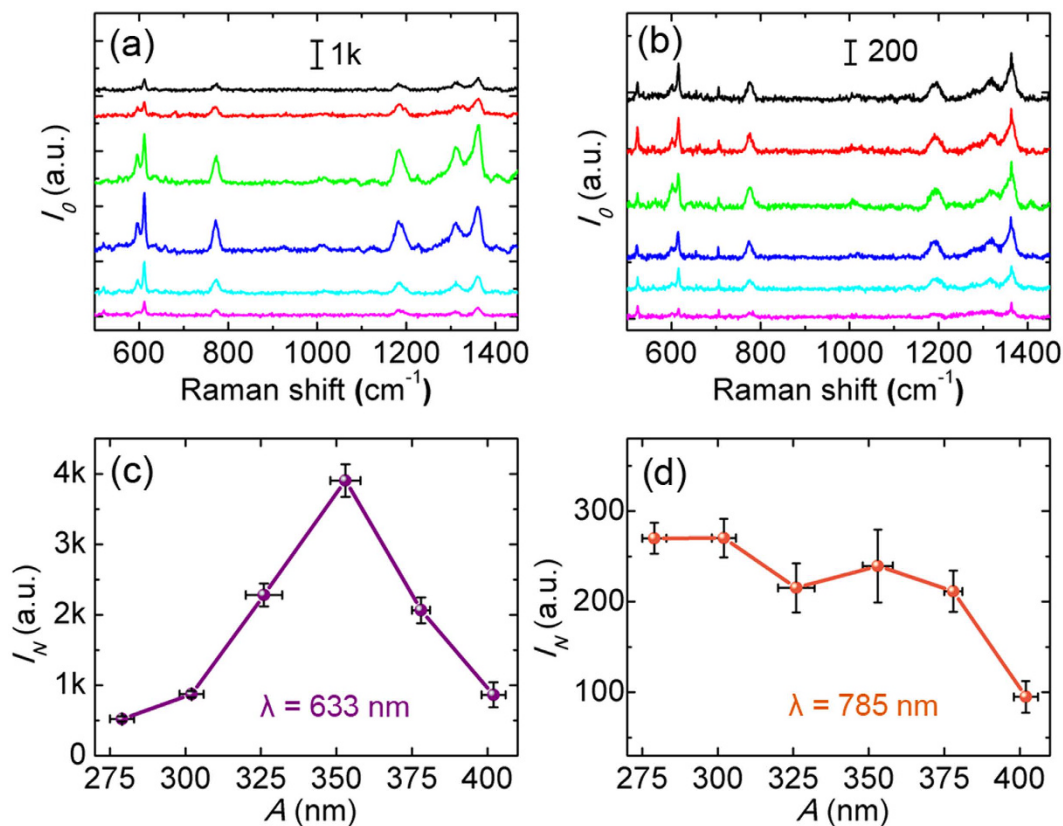 (a)
1k
I₀ (a.u.)
600 800 1000 1200 1400
Raman shift (cm⁻¹)
(b)
200
I₀ (a.u.)
600 800 1000 1200 1400
Raman shift (cm⁻¹)
(c)
4k
3k
2k
1k
0
I_N (a.u.)
λ = 633 nm
275 300 325 350 375 400
A (nm)
(d)
300
200
100
I_N (a.u.)
λ = 785 nm
275 300 325 350 375 400
A (nm)